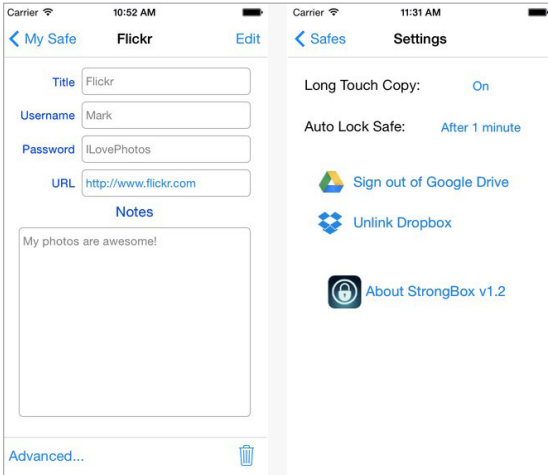 Carrier 10:52 AM
My Safe Flickr Edit
Title Flickr
Username Mark
Password ILovePhotos
URL http://www.flickr.com
Notes
My photos are awesome!
Advanced...
Carrier 11:31 AM
Safes Settings
Long Touch Copy: On
Auto Lock Safe: After 1 minute
Sign out of Google Drive
Unlink Dropbox
About StrongBox v1.2